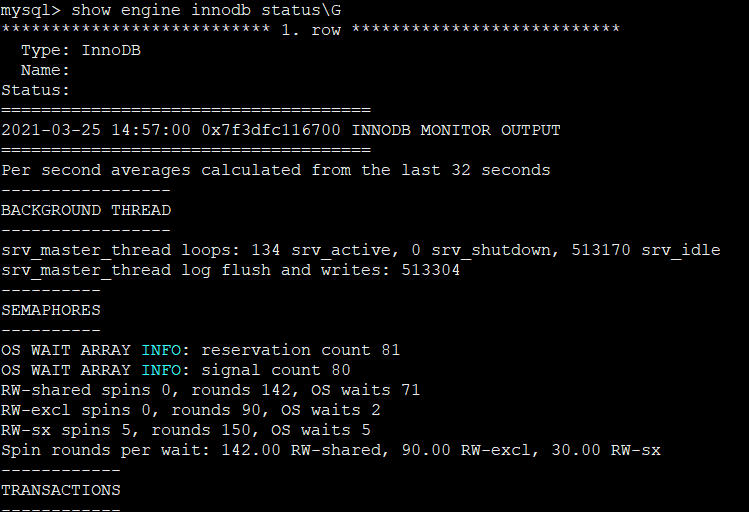 mysql> show engine innodb status\G
*************************** 1. row ***************************
  Type: InnoDB
  Name:
Status:
=====================================
2021-03-25 14:57:00 0x7f3dfc116700 INNODB MONITOR OUTPUT
=====================================
Per second averages calculated from the last 32 seconds
-----------------
BACKGROUND THREAD
-----------------
srv_master_thread loops: 134 srv_active, 0 srv_shutdown, 513170 srv_idle
srv_master_thread log flush and writes: 513304
----------
SEMAPHORES
----------
OS WAIT ARRAY INFO: reservation count 81
OS WAIT ARRAY INFO: signal count 80
RW-shared spins 0, rounds 142, OS waits 71
RW-excl spins 0, rounds 90, OS waits 2
RW-sx spins 5, rounds 150, OS waits 5
Spin rounds per wait: 142.00 RW-shared, 90.00 RW-excl, 30.00 RW-sx
------------
TRANSACTIONS
------------